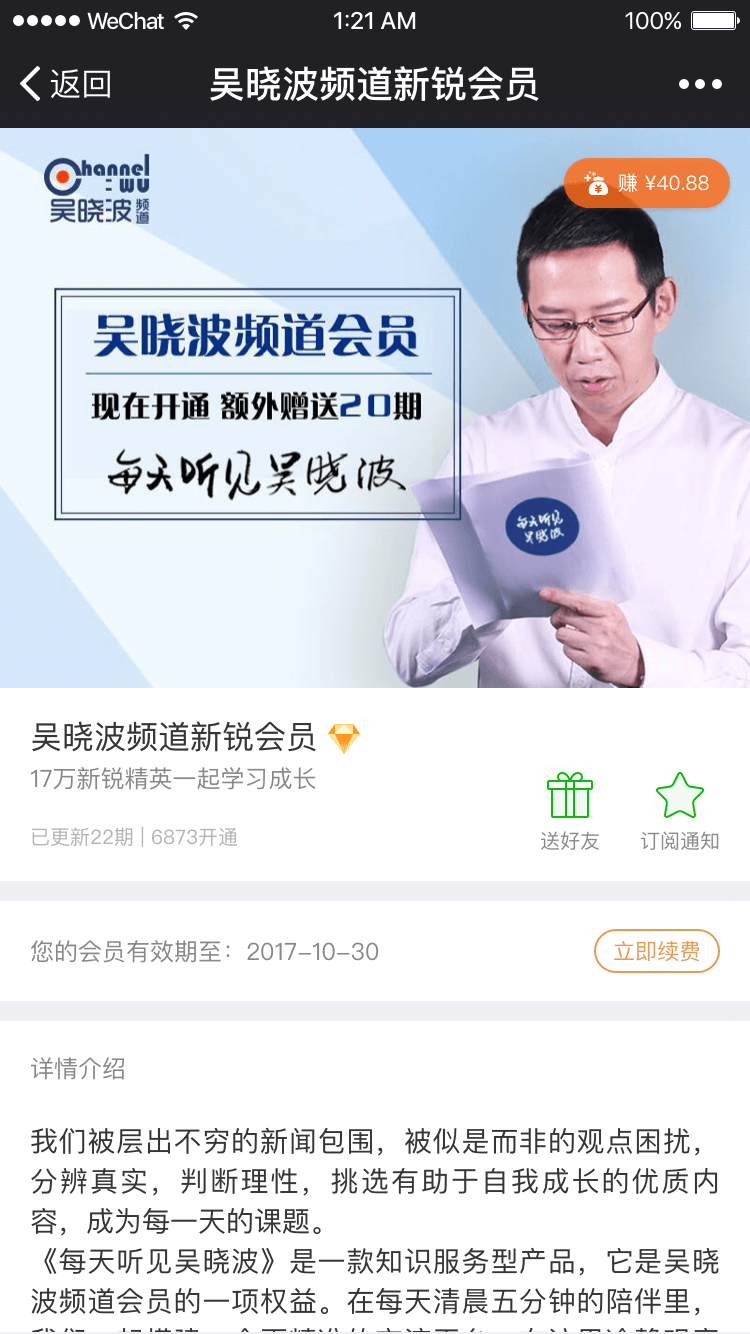 WeChat 1:21 AM 100%
返回 吴晓波频道新锐会员
Channel
WU
吴晓波频道
赚 ¥40.88
吴晓波频道会员
现在开通 额外赠送20期
每天听见吴晓波
每天听见
吴晓波
吴晓波频道新锐会员
17万新锐精英一起学习成长
已更新22期 | 6873开通
送好友
订阅通知
您的会员有效期至：2017-10-30
立即续费
详情介绍
我们被层出不穷的新闻包围，被似是而非的观点困扰，
分辨真实，判断理性，挑选有助于自我成长的优质内
容，成为每一天的课题。
《每天听见吴晓波》是一款知识服务型产品，它是吴晓
波频道会员的一项权益。在每天清晨五分钟的陪伴里，